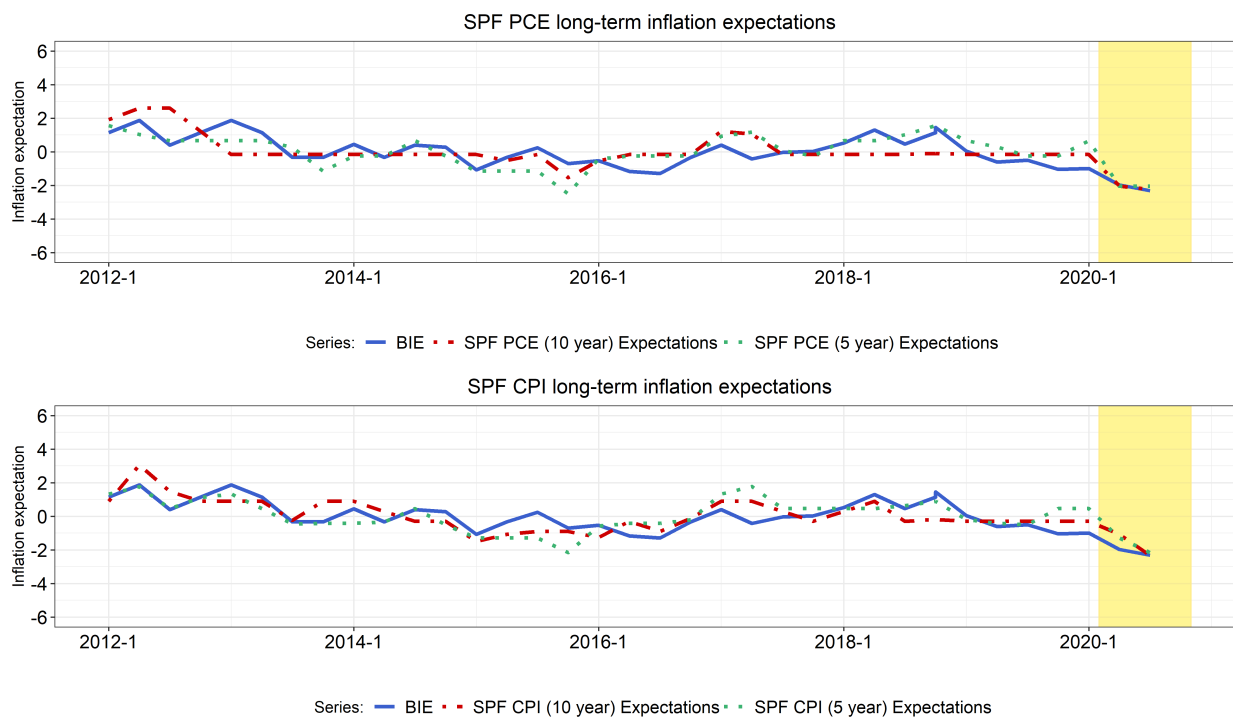 SPF PCE long-term inflation expectations
Inflation expectation
6
4
2
0
-2
-4
-6
2012-1 2014-1 2016-1 2018-1 2020-1
Series: BIE SPF PCE (10 year) Expectations SPF PCE (5 year) Expectations
SPF CPI long-term inflation expectations
Inflation expectation
6
4
2
0
-2
-4
-6
2012-1 2014-1 2016-1 2018-1 2020-1
Series: BIE SPF CPI (10 year) Expectations SPF CPI (5 year) Expectations